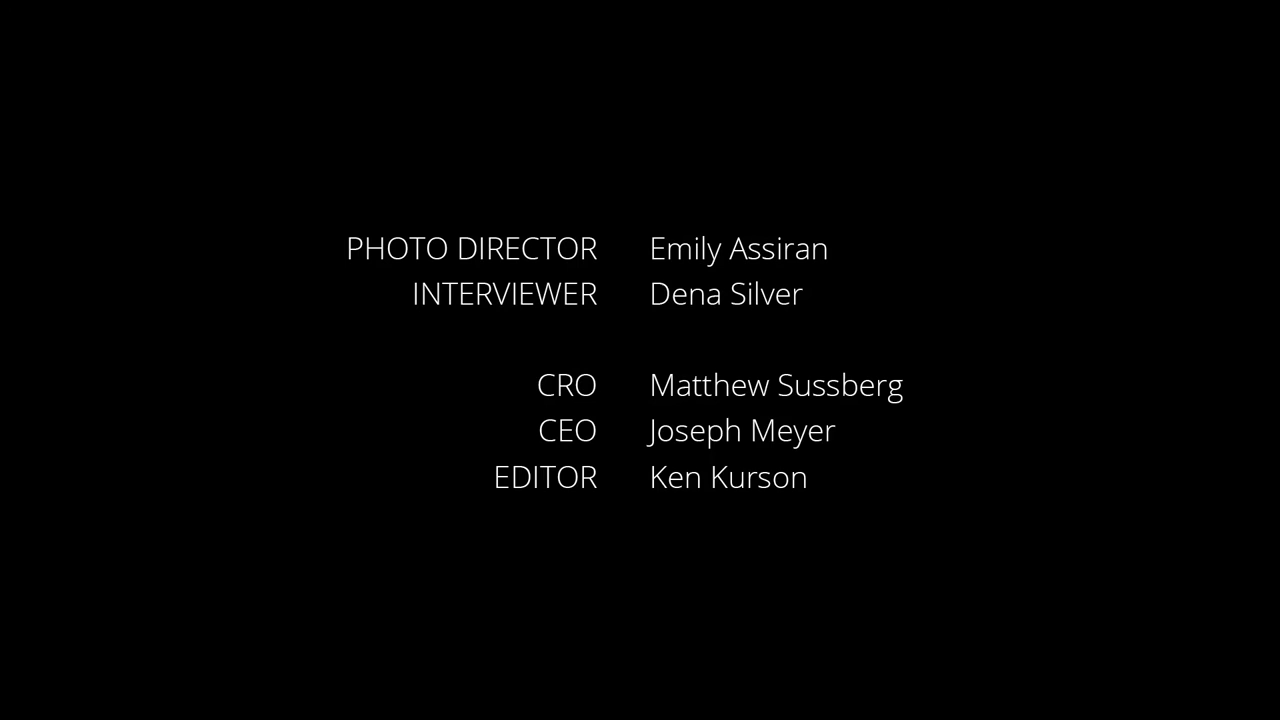 PHOTO DIRECTOR Emily Assiran
INTERVIEWER Dena Silver
CRO Matthew Sussberg
CEO Joseph Meyer
EDITOR Ken Kurson